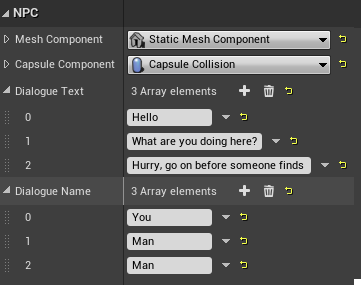 NPC
Mesh Component Static Mesh Component
Capsule Component Capsule Collision
Dialogue Text 3 Array elements
0 Hello
1 What are you doing here?
2 Hurry, go on before someone finds
Dialogue Name 3 Array elements
0 You
1 Man
2 Man